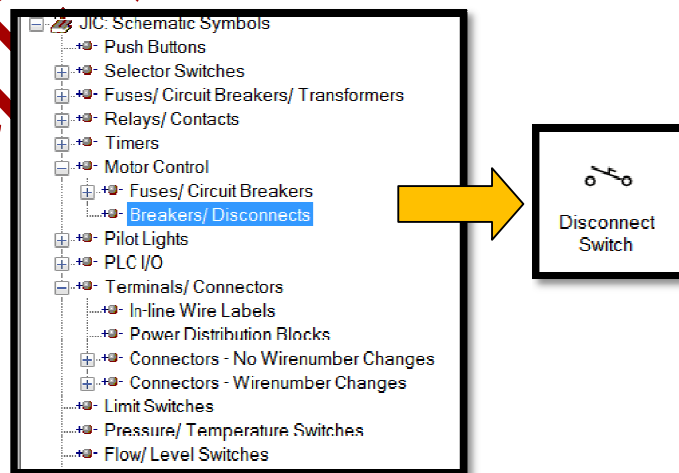 JIC: Schematic Symbols
Push Buttons
Selector Switches
Fuses/ Circuit Breakers/ Transformers
Relays/ Contacts
Timers
Motor Control
Fuses/ Circuit Breakers
Breakers/ Disconnects
Pilot Lights
PLC I/O
Terminals/ Connectors
In-line Wire Labels
Power Distribution Blocks
Connectors - No Wirenumber Changes
Connectors - Wirenumber Changes
Limit Switches
Pressure/ Temperature Switches
Flow/ Level Switches
Disconnect
Switch